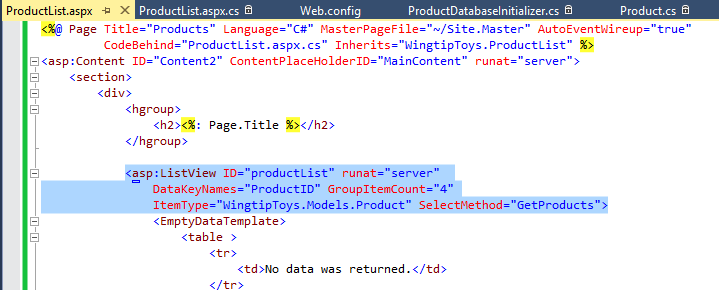 ProductList.aspx ProductList.aspx.cs Web.config ProductDatabaseInitializer.cs Product.cs
<%@ Page Title="Products" Language="C#" MasterPageFile="~/Site.Master" AutoEventWireup="true"
CodeBehind="ProductList.aspx.cs" Inherits="WingtipToys.ProductList" %>
<asp:Content ID="Content2" ContentPlaceHolderID="MainContent" runat="server">
<section>
<div>
<hgroup>
<h2><%: Page.Title %></h2>
</hgroup>
<asp:ListView ID="productList" runat="server"
DataKeyNames="ProductID" GroupItemCount="4"
ItemType="WingtipToys.Models.Product" SelectMethod="GetProducts">
<EmptyDataTemplate>
<table >
<tr>
<td>No data was returned.</td>
</tr>